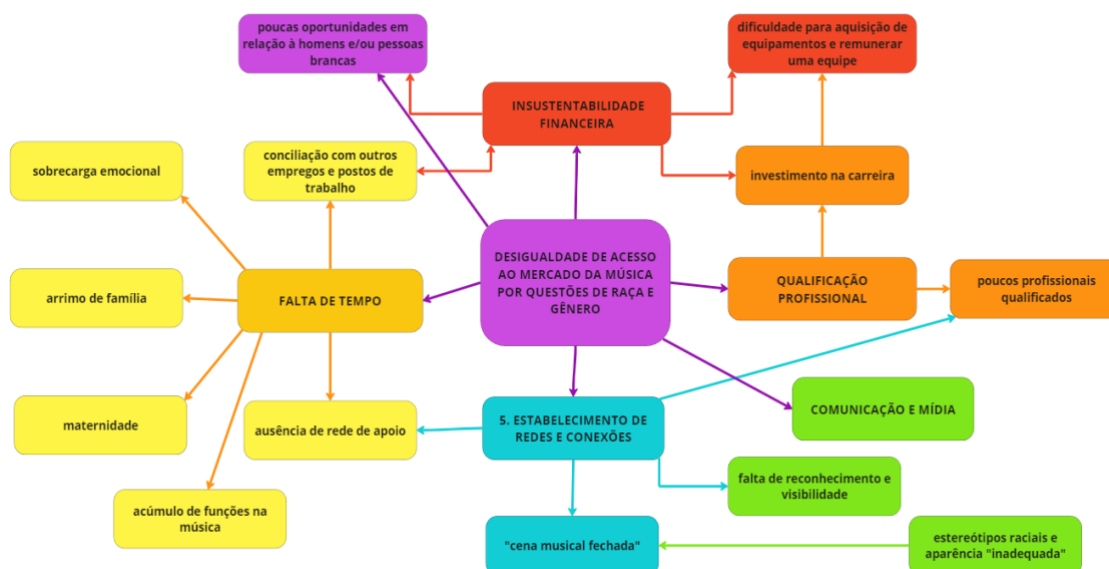 poucas oportunidades em
relação à homens e/ou pessoas
brancas
dificuldade para aquisição de
equipamentos e remunerar
uma equipe
INSUSTENTABILIDADE
FINANCEIRA
sobrecarga emocional
conciliação com outros
empregos e postos de
trabalho
investimento na carreira
DESIGUALDADE DE ACESSO
AO MERCADO DA MÚSICA
POR QUESTÕES DE RAÇA E
GÊNERO
arrimo de família
FALTA DE TEMPO
QUALIFICAÇÃO
PROFISSIONAL
poucos profissionais
qualificados
maternidade
ausência de rede de apoio
5. ESTABELECIMENTO DE
REDES E CONEXÕES
COMUNICAÇÃO E MÍDIA
falta de reconhecimento e
visibilidade
acúmulo de funções na
música
"cena musical fechada"
estereótipos raciais e
aparência "inadequada"